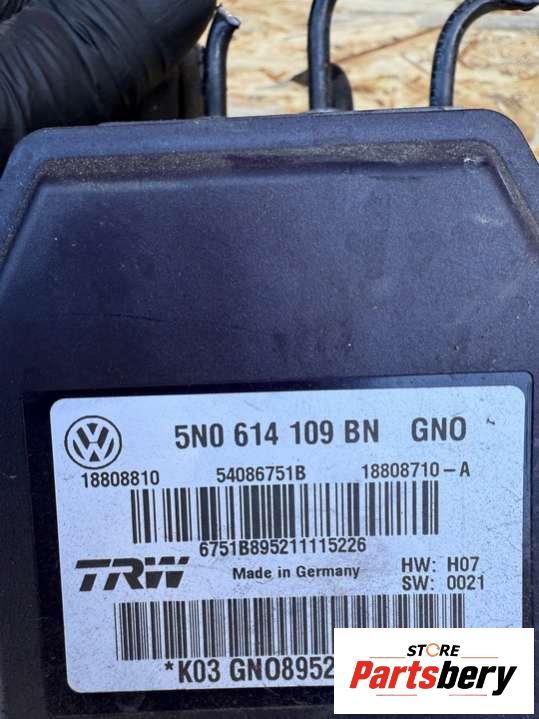 5N0 614 109 BN GNO
18808810 54086751B 18808710-A
6751B895211115226
TRW Made in Germany HW: H07
SW: 0021
*K03 GNO8952
STORE
Partsbery